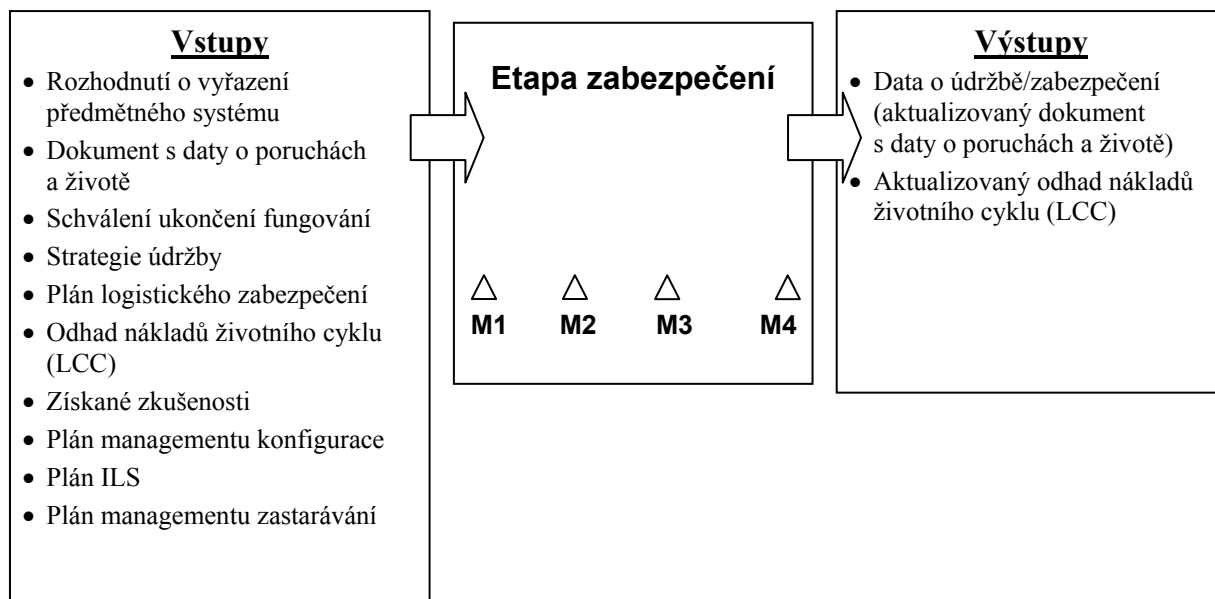 Vstupy
• Rozhodnutí o vyřazení
předmětného systému
• Dokument s daty o poruchách
a životě
• Schválení ukončení fungování
• Strategie údržby
• Plán logistického zabezpečení
• Odhad nákladů životního cyklu
(LCC)
• Získané zkušenosti
• Plán managementu konfigurace
• Plán ILS
• Plán managementu zastarávání
Etapa zabezpečení
M1 M2 M3 M4
Výstupy
• Data o údržbě/zabezpečení
(aktualizovaný dokument
s daty o poruchách a životě)
• Aktualizovaný odhad nákladů
životního cyklu (LCC)